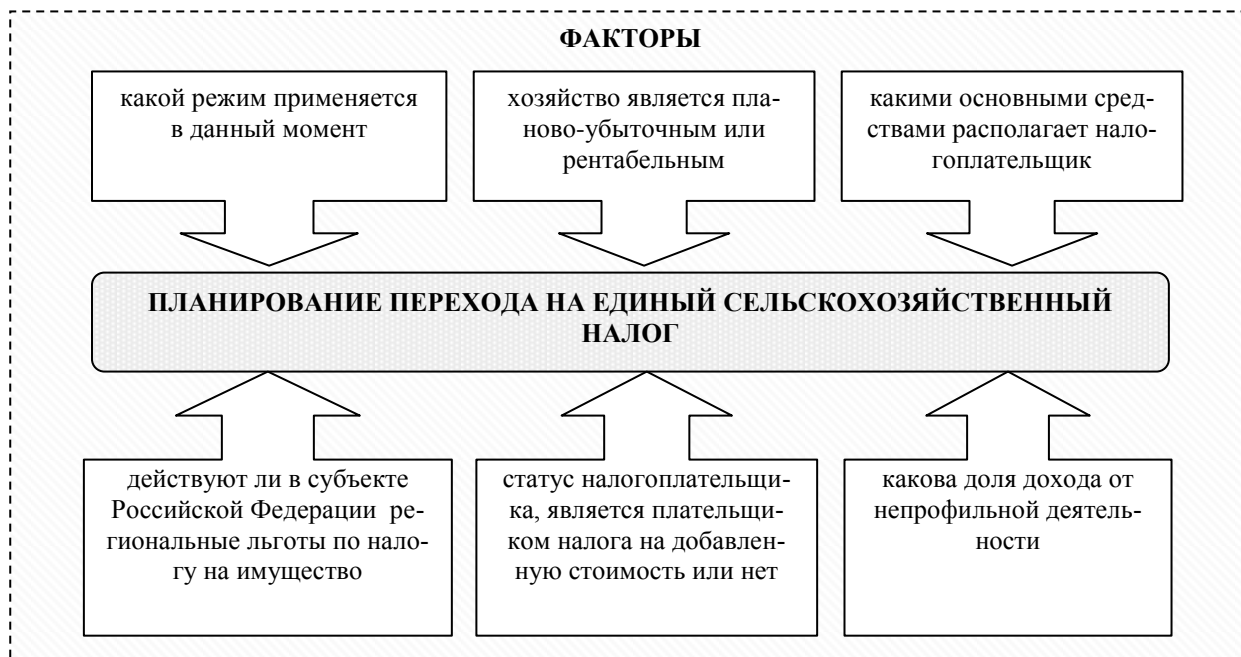 ФАКТОРЫ
какой режим применяется
в данный момент
хозяйство является пла-
ново-убыточным или
рентабельным
какими основными сред-
ствами располагает нало-
гоплательщик
ПЛАНИРОВАНИЕ ПЕРЕХОДА НА ЕДИНЫЙ СЕЛЬСКОХОЗЯЙСТВЕННЫЙ
НАЛОГ
действуют ли в субъекте
Российской Федерации ре-
гиональные льготы по нало-
гу на имущество
статус налогоплательщи-
ка, является плательщи-
ком налога на добавлен-
ную стоимость или нет
какова доля дохода от
непрофильной деятель-
ности